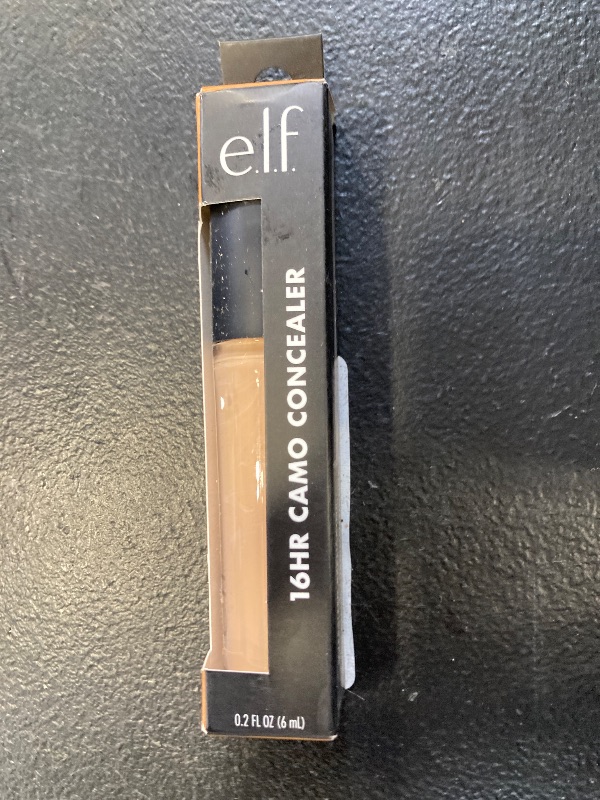 e.l.f.
16HR CAMO CONCEALER
0.2 FL OZ (6 mL)